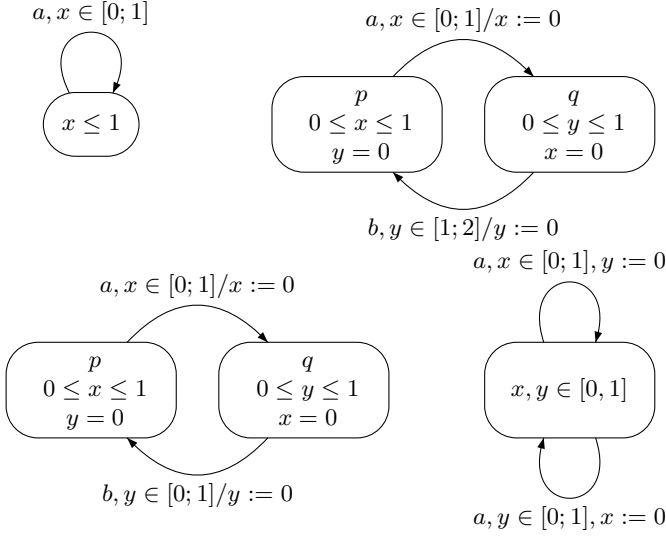 a, x ∈ [0; 1]
x ≤ 1
a, x ∈ [0; 1]/x := 0
p
0 ≤ x ≤ 1
y = 0
q
0 ≤ y ≤ 1
x = 0
b, y ∈ [1; 2]/y := 0
a, x ∈ [0; 1]/x := 0
p
0 ≤ x ≤ 1
y = 0
q
0 ≤ y ≤ 1
x = 0
b, y ∈ [0; 1]/y := 0
a, x ∈ [0; 1], y := 0
x, y ∈ [0, 1]
a, y ∈ [0; 1], x := 0